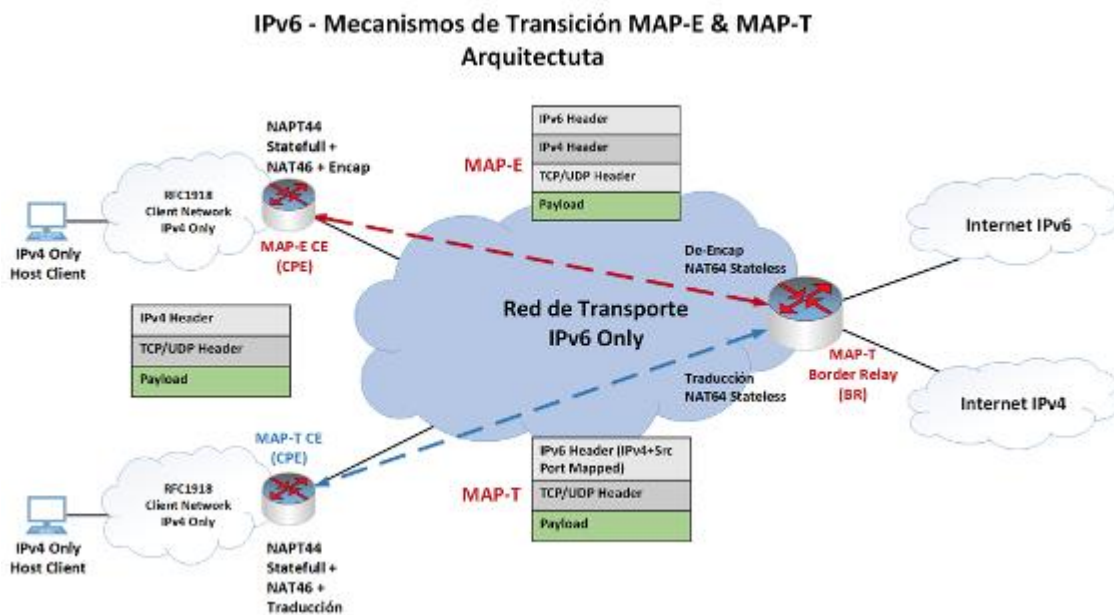 IPv6 - Mecanismos de Transición MAP-E & MAP-T
Arquitectuta
NAPT44
Statefull +
NAT46 + Encap
RFC1918
Client Network
IPv4 Only
IPv4 Only
Host Client
MAP-E CE
(CPE)
MAP-E
IPv6 Header
IPv4 Header
TCP/UDP Header
Payload
De-Encap
NAT64 Stateless
Internet IPv6
IPv4 Header
TCP/UDP Header
Payload
Red de Transporte
IPv6 Only
MAP-T
Border Relay
(BR)
Traducción
NAT64 Stateless
Internet IPv4
MAP-T CE
(CPE)
RFC1918
Client Network
IPv4 Only
IPv4 Only
Host Client
NAPT44
Statefull +
NAT46 +
Traducción
MAP-T
IPv6 Header (IPv4+Src
Port Mapped)
TCP/UDP Header
Payload